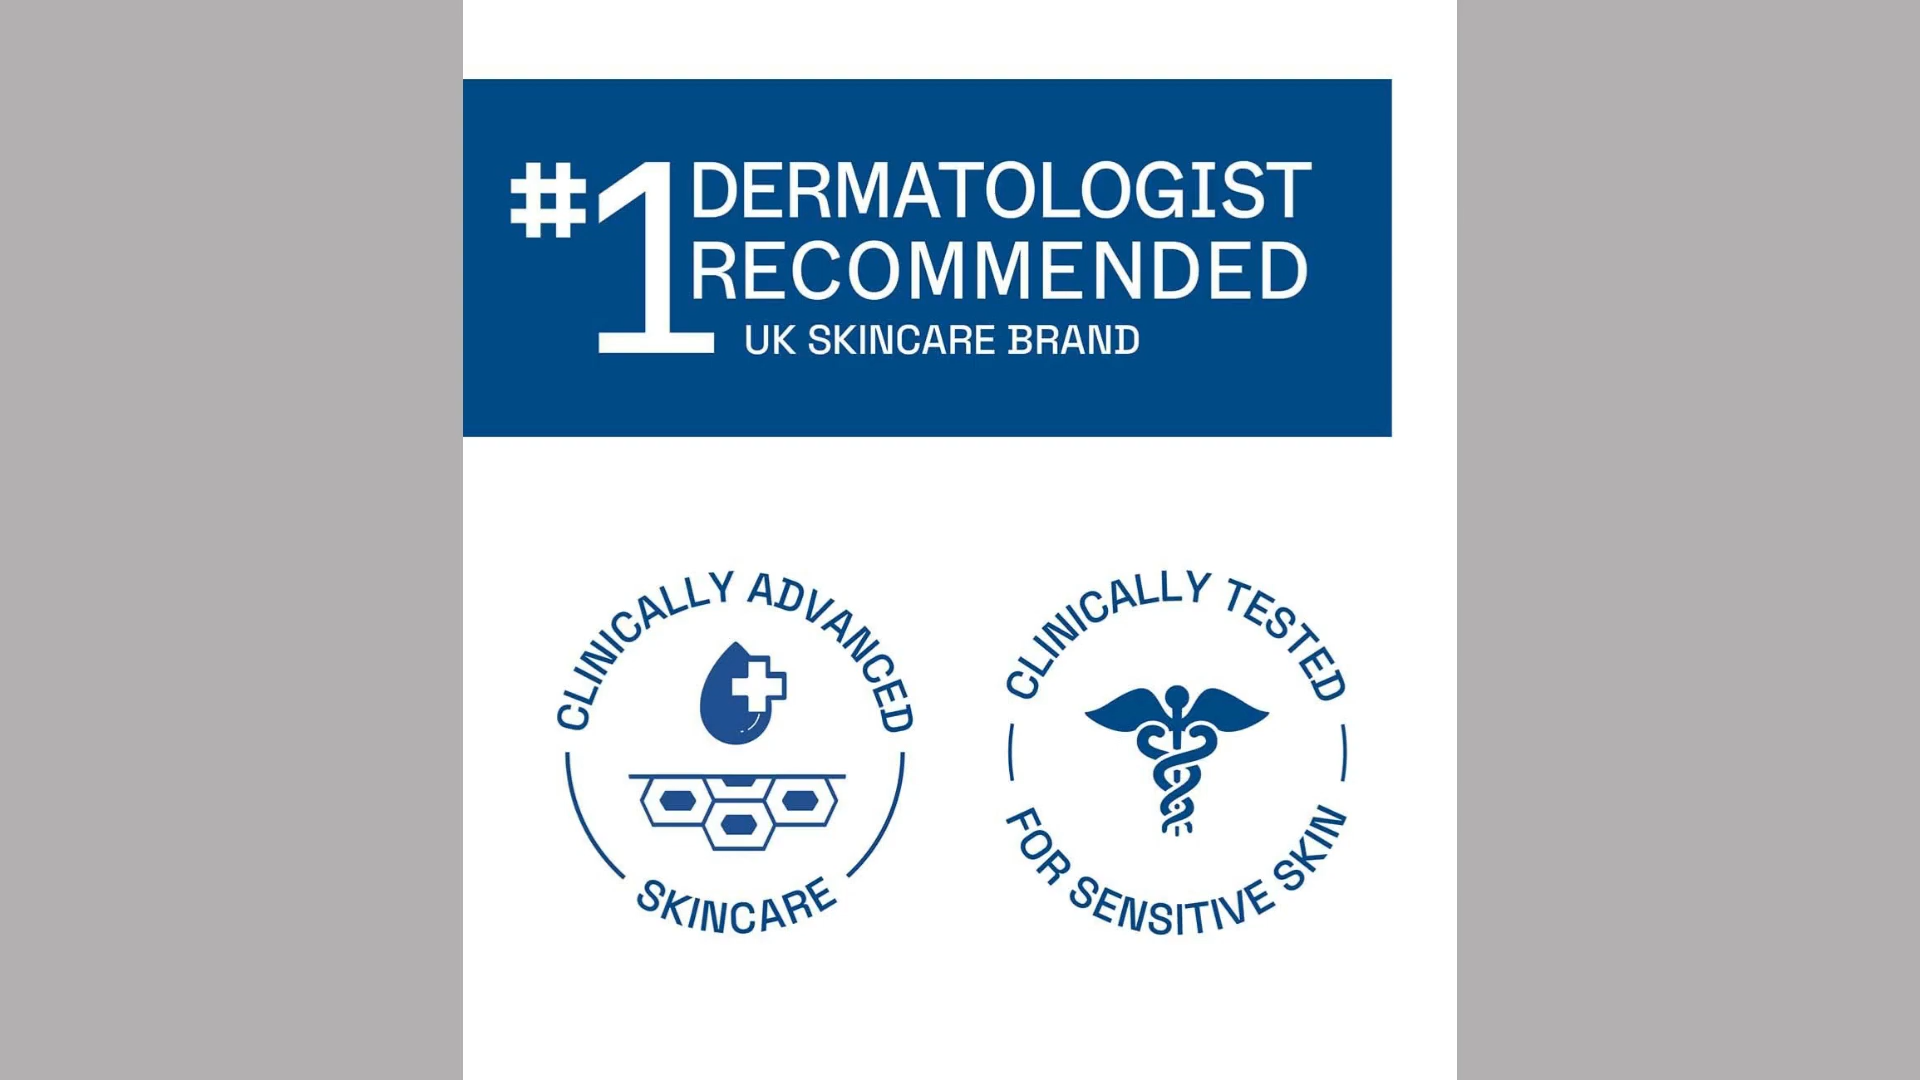 #1 DERMATOLOGIST
RECOMMENDED
UK SKINCARE BRAND
CLINICALLY ADVANCED
SKINCARE
CLINICALLY TESTED
FOR SENSITIVE SKIN